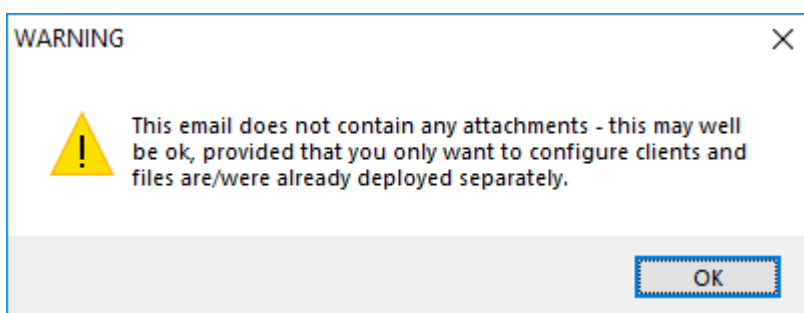 WARNING
This email does not contain any attachments - this may well
be ok, provided that you only want to configure clients and
files are/were already deployed separately.
OK